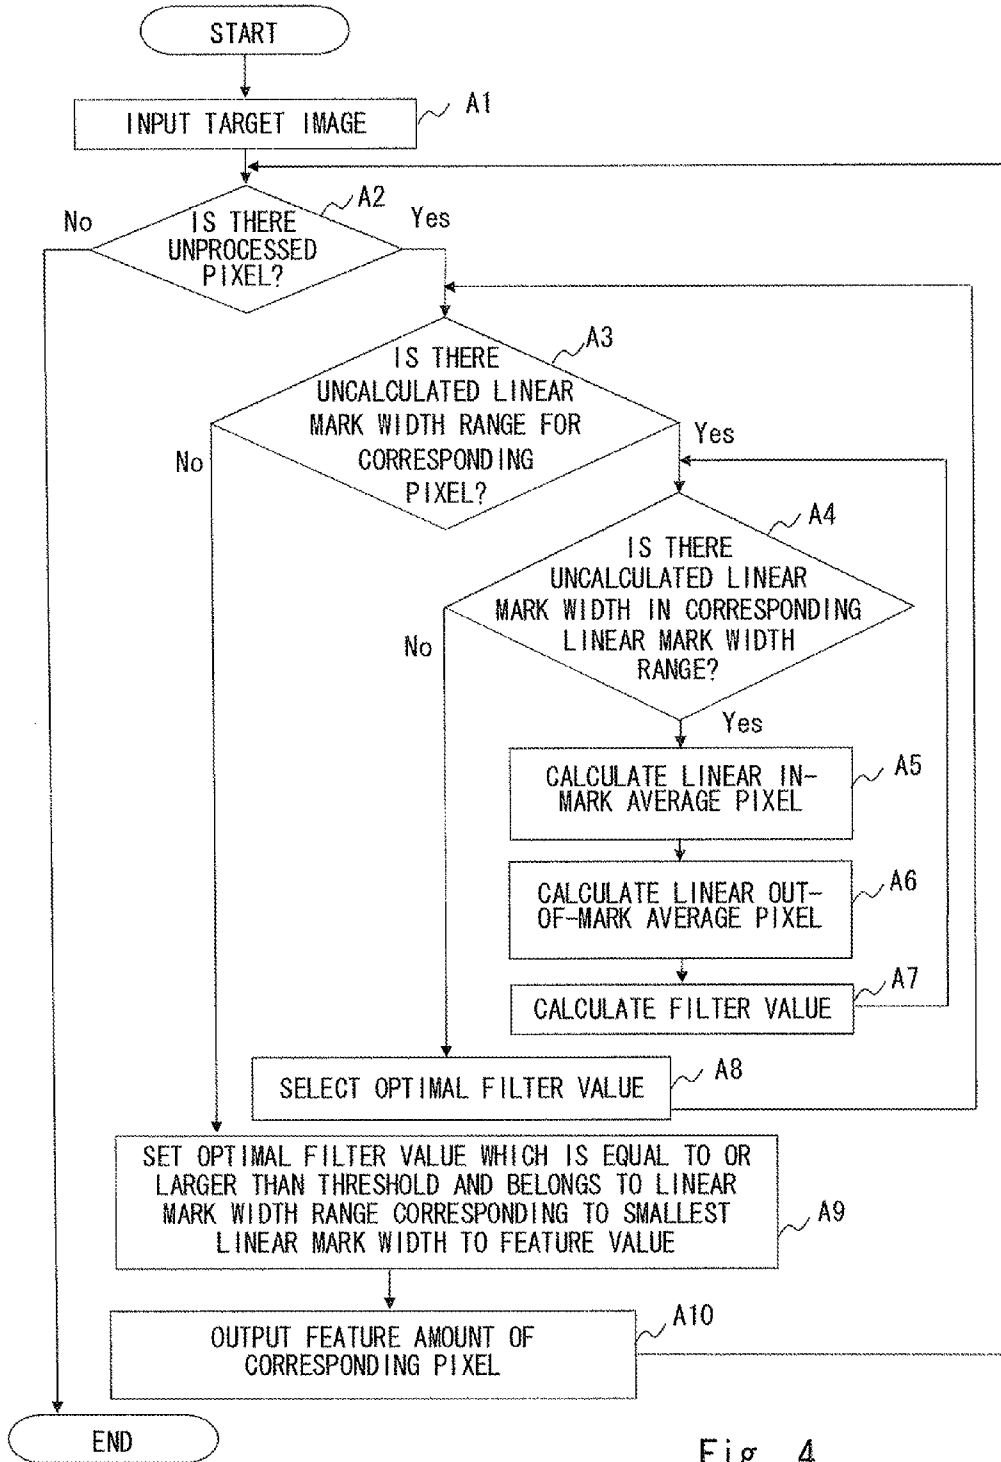 START
INPUT TARGET IMAGE
A1
A2
No
Yes
IS THERE
UNPROCESSED
PIXEL?
A3
IS THERE
UNCALCULATED LINEAR
MARK WIDTH RANGE FOR
CORRESPONDING
PIXEL?
No
Yes
A4
IS THERE
UNCALCULATED LINEAR
MARK WIDTH IN CORRESPONDING
LINEAR MARK WIDTH
RANGE?
No
Yes
CALCULATE LINEAR IN-
MARK AVERAGE PIXEL
A5
CALCULATE LINEAR OUT-
OF-MARK AVERAGE PIXEL
A6
CALCULATE FILTER VALUE
A7
SELECT OPTIMAL FILTER VALUE
A8
SET OPTIMAL FILTER VALUE WHICH IS EQUAL TO OR
LARGER THAN THRESHOLD AND BELONGS TO LINEAR
MARK WIDTH RANGE CORRESPONDING TO SMALLEST
LINEAR MARK WIDTH TO FEATURE VALUE
A9
OUTPUT FEATURE AMOUNT OF
CORRESPONDING PIXEL
A10
END
Fig. 4